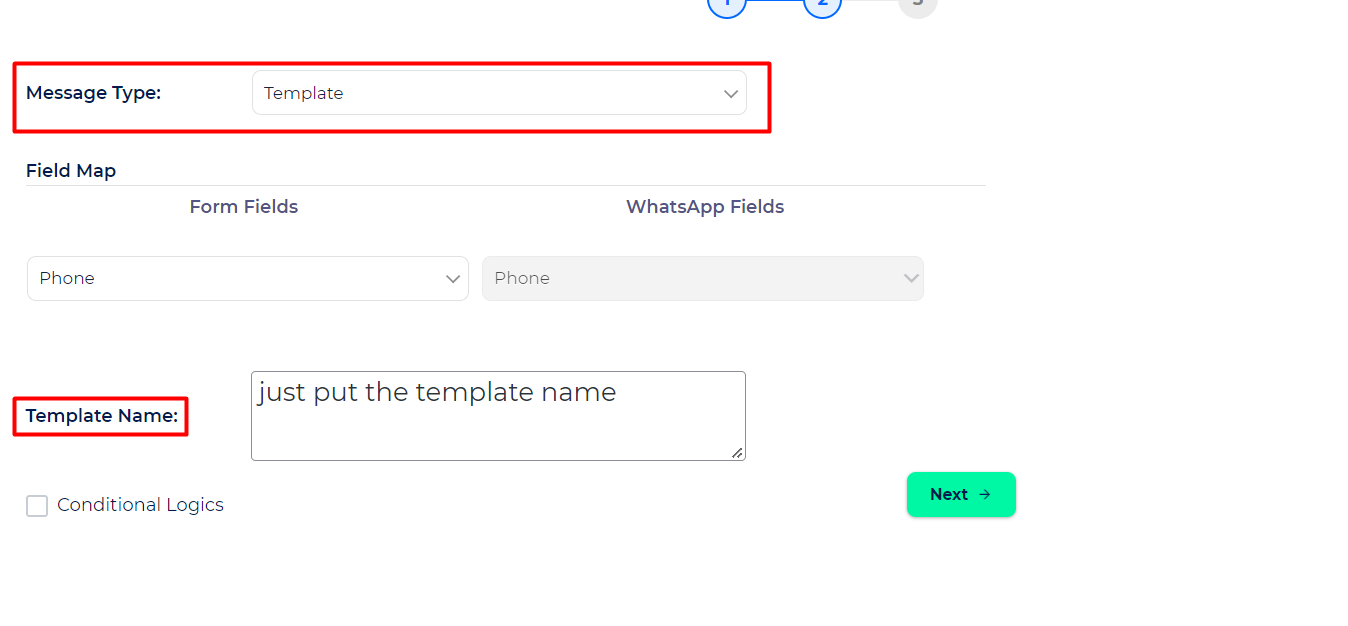 1 2 3
Message Type: Template
Field Map
Form Fields WhatsApp Fields
Phone Phone
just put the template name
Template Name:
Conditional Logics
Next →